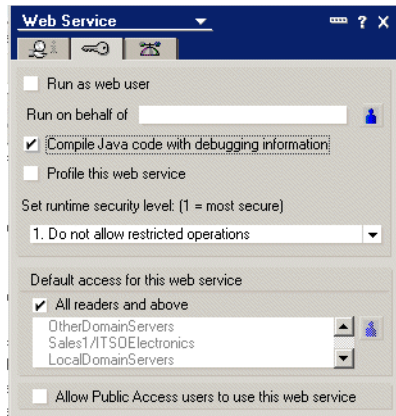 Web Service
? X
Run as web user
Run on behalf of
Compile Java code with debugging information
Profile this web service
Set runtime security level: (1 = most secure)
1. Do not allow restricted operations
Default access for this web service
All readers and above
OtherDomainServers
Sales1/ITSOElectronics
LocalDomainServers
Allow Public Access users to use this web service